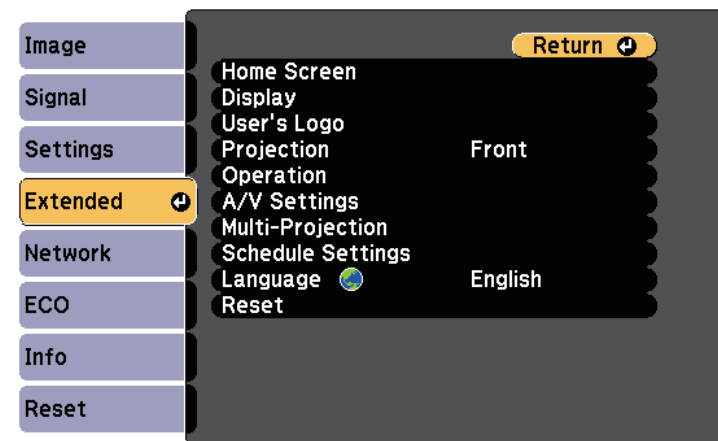 Image
Signal
Settings
Extended
Network
ECO
Info
Reset
Return
Home Screen
Display
User's Logo
Projection Front
Operation
A/V Settings
Multi-Projection
Schedule Settings
Language English
Reset